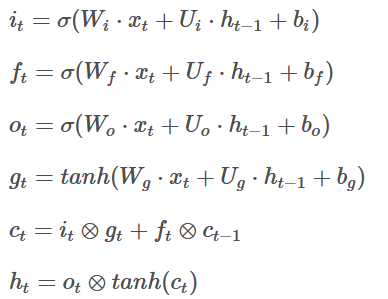 i_t = σ(W_i · x_t + U_i · h_{t−1} + b_i)
f_t = σ(W_f · x_t + U_f · h_{t−1} + b_f)
o_t = σ(W_o · x_t + U_o · h_{t−1} + b_o)
g_t = tanh(W_g · x_t + U_g · h_{t−1} + b_g)
c_t = i_t ⊗ g_t + f_t ⊗ c_{t−1}
h_t = o_t ⊗ tanh(c_t)